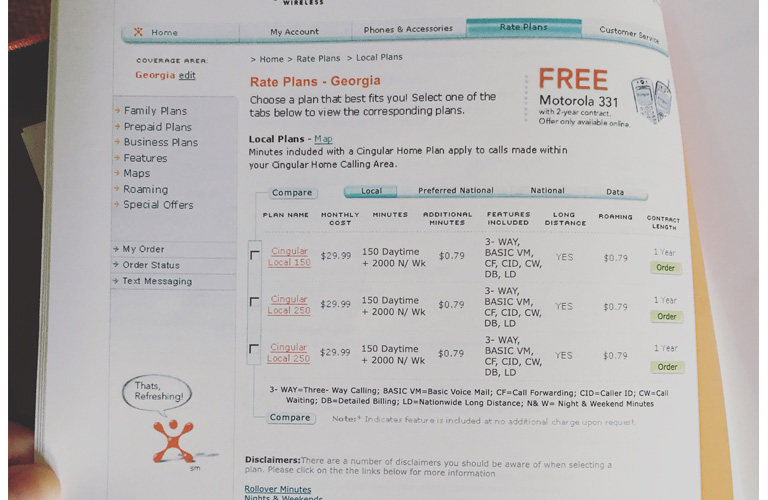 WIRELESS
Home
My Account
Phones & Accessories
Rate Plans
Customer Service
COVERAGE AREA:
Georgia edit
> Home > Rate Plans > Local Plans
Rate Plans - Georgia
Choose a plan that best fits you! Select one of the
tabs below to view the corresponding plans.
FREE
Motorola 331
with 2-year contract.
Offer only available online.
Family Plans
Prepaid Plans
Business Plans
Features
Maps
Roaming
Special Offers
My Order
Order Status
Text Messaging
Local Plans - Map
Minutes included with a Cingular Home Plan apply to calls made within
your Cingular Home Calling Area.
Compare
Local
Preferred National
National
Data
PLAN NAME
MONTHLY
COST
MINUTES
ADDITIONAL
MINUTES
FEATURES
INCLUDED
LONG
DISTANCE
ROAMING
CONTRACT
LENGTH
Cingular
Local 150
$29.99
150 Daytime
+ 2000 N/ Wk
$0.79
3- WAY,
BASIC VM,
CF, CID, CW,
DB, LD
YES
$0.79
1 Year
Order
Cingular
Local 250
$29.99
150 Daytime
+ 2000 N/ Wk
$0.79
3- WAY,
BASIC VM,
CF, CID, CW,
DB, LD
YES
$0.79
1 Year
Order
Cingular
Local 250
$29.99
150 Daytime
+ 2000 N/ Wk
$0.79
3- WAY,
BASIC VM,
CF, CID, CW,
DB, LD
YES
$0.79
1 Year
Order
3- WAY=Three- Way Calling; BASIC VM=Basic Voice Mail; CF=Call Forwarding; CID=Caller ID; CW=Call
Waiting; DB=Detailed Billing; LD=Nationwide Long Distance; N& W= Night & Weekend Minutes
Compare
Notes* Indicates feature is included at no additional charge upon request.
Thats,
Refreshing!
sm
Disclaimers:There are a number of disclaimers you should be aware of when selecting a
plan. Please click on the the links below for more information
Rollover Minutes
Nights & Weekends